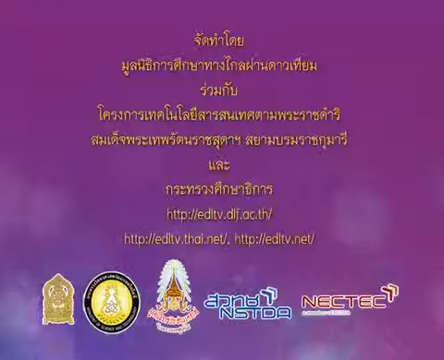 จัดทำโดย
มูลนิธิการศึกษาทางไกลผ่านดาวเทียม
ร่วมกับ
โครงการเทคโนโลยีสารสนเทศตามพระราชดำริ
สมเด็จพระเทพรัตนราชสุดาฯ สยามบรมราชกุมารี
และ
กระทรวงศึกษาธิการ
http://edltv.dlf.ac.th/
http://edltv.thai.net/, http://edltv.net/
สวทช NECTEC
NSTDA